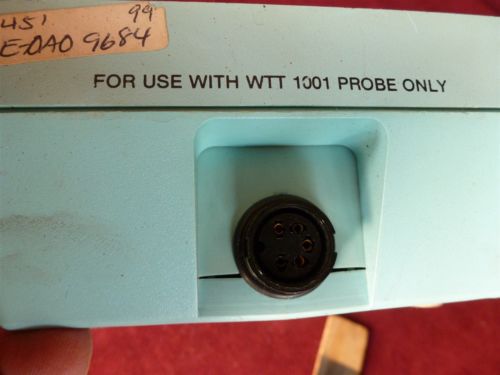 451 99
E-DAO 9684
FOR USE WITH WTT 1001 PROBE ONLY